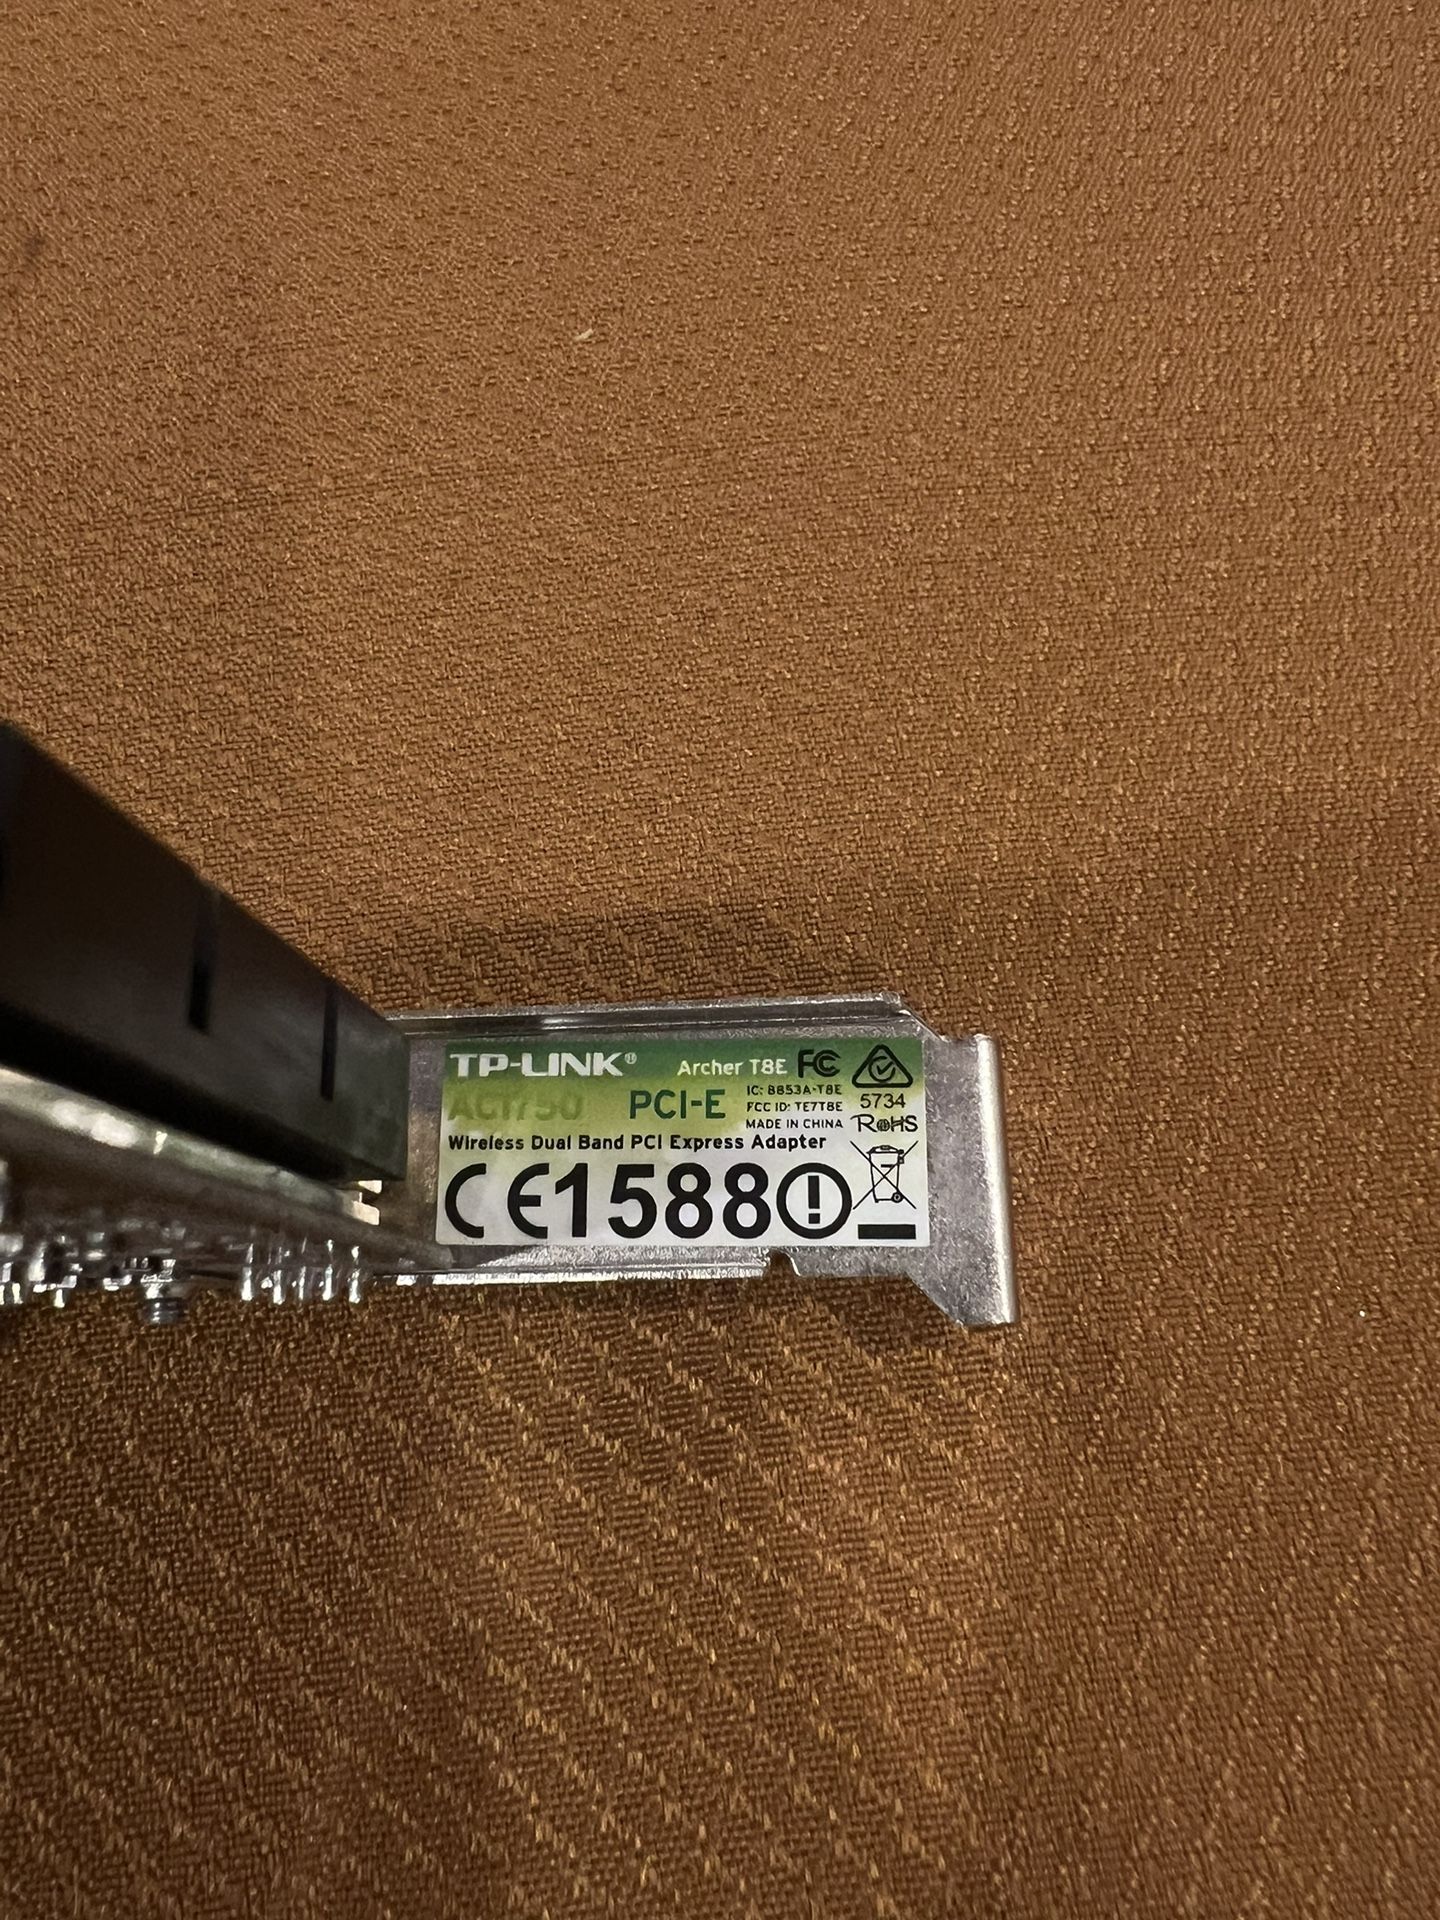 TP-LINK® Archer T8E FC
AC1750 PCI-E
IC: 8853A-T8E
FCC ID: TE7T8E
MADE IN CHINA
5734
RoHS
Wireless Dual Band PCI Express Adapter
CE1588